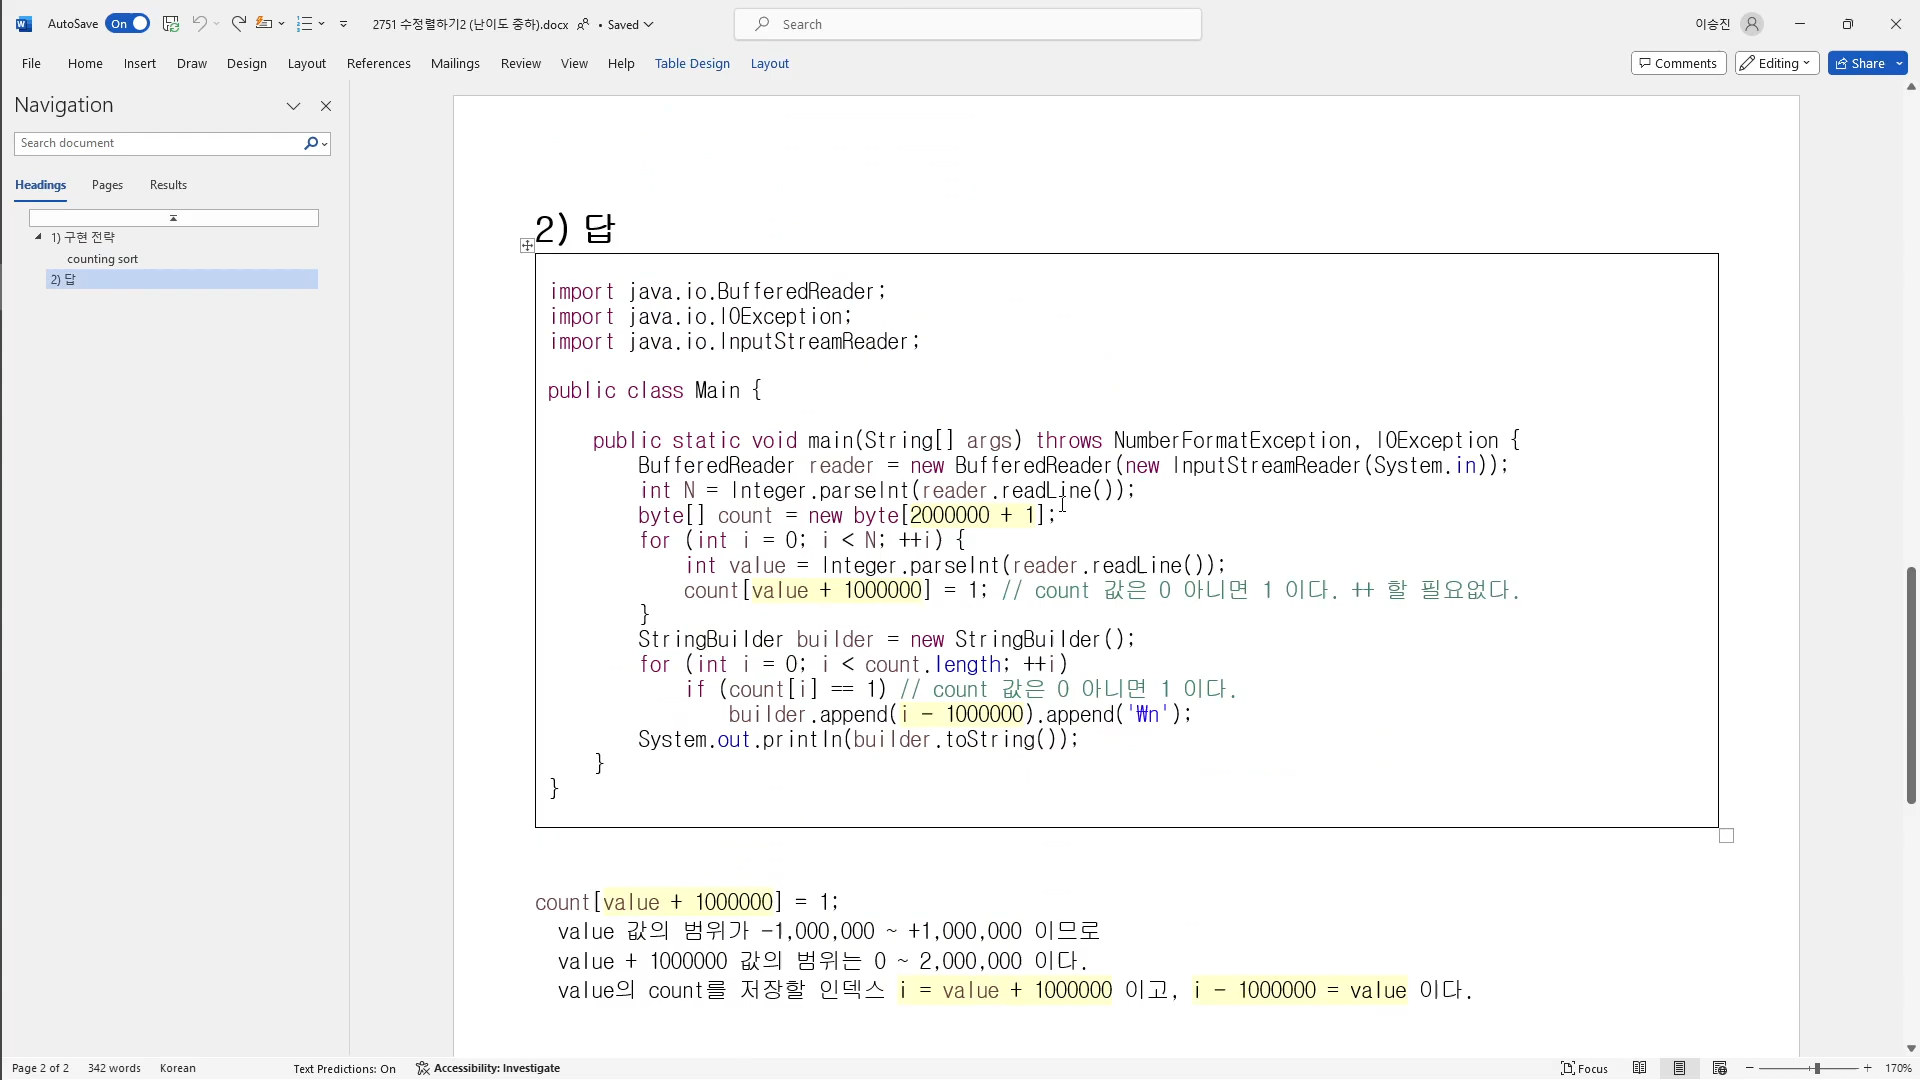 AutoSave On 2751 수정렬하기2 (난이도 중하).docx • Saved Search 이승진
File Home Insert Draw Design Layout References Mailings Review View Help Table Design Layout Comments Editing Share
Navigation
Search document
Headings Pages Results
1) 구현 전략
counting sort
2) 답
2) 답
import java.io.BufferedReader;
import java.io.IOException;
import java.io.InputStreamReader;
public class Main {
public static void main(String[] args) throws NumberFormatException, IOException {
BufferedReader reader = new BufferedReader(new InputStreamReader(System.in));
int N = Integer.parseInt(reader.readLine());
byte[] count = new byte[2000000 + 1];
for (int i = 0; i < N; ++i) {
int value = Integer.parseInt(reader.readLine());
count[value + 1000000] = 1; // count 값은 0 아니면 1 이다. ++ 할 필요없다.
}
StringBuilder builder = new StringBuilder();
for (int i = 0; i < count.length; ++i)
if (count[i] == 1) // count 값은 0 아니면 1 이다.
builder.append(i - 1000000).append('₩n');
System.out.println(builder.toString());
}
}
count[value + 1000000] = 1;
value 값의 범위가 -1,000,000 ~ +1,000,000 이므로
value + 1000000 값의 범위는 0 ~ 2,000,000 이다.
value의 count를 저장할 인덱스 i = value + 1000000 이고, i - 1000000 = value 이다.
Page 2 of 2 342 words Korean Text Predictions: On Accessibility: Investigate Focus 170%